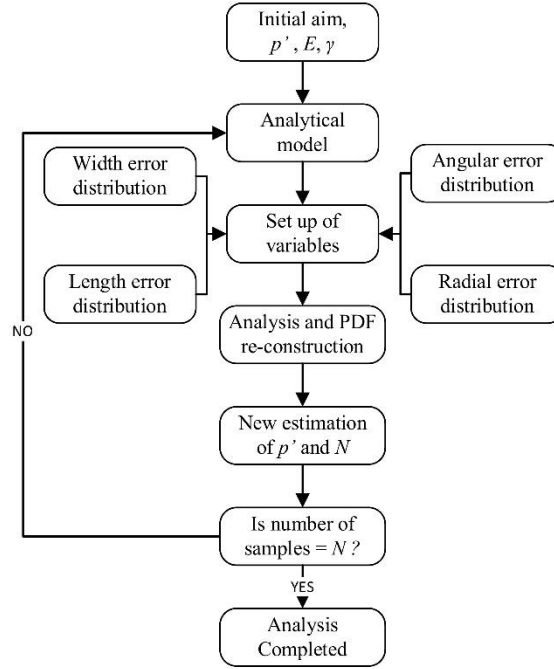 Initial aim,
p’ , E, γ
Analytical
model
Width error
distribution
Angular error
distribution
Set up of
variables
Length error
distribution
Radial error
distribution
NO
Analysis and PDF
re-construction
New estimation
of p’ and N
Is number of
samples = N ?
YES
Analysis
Completed